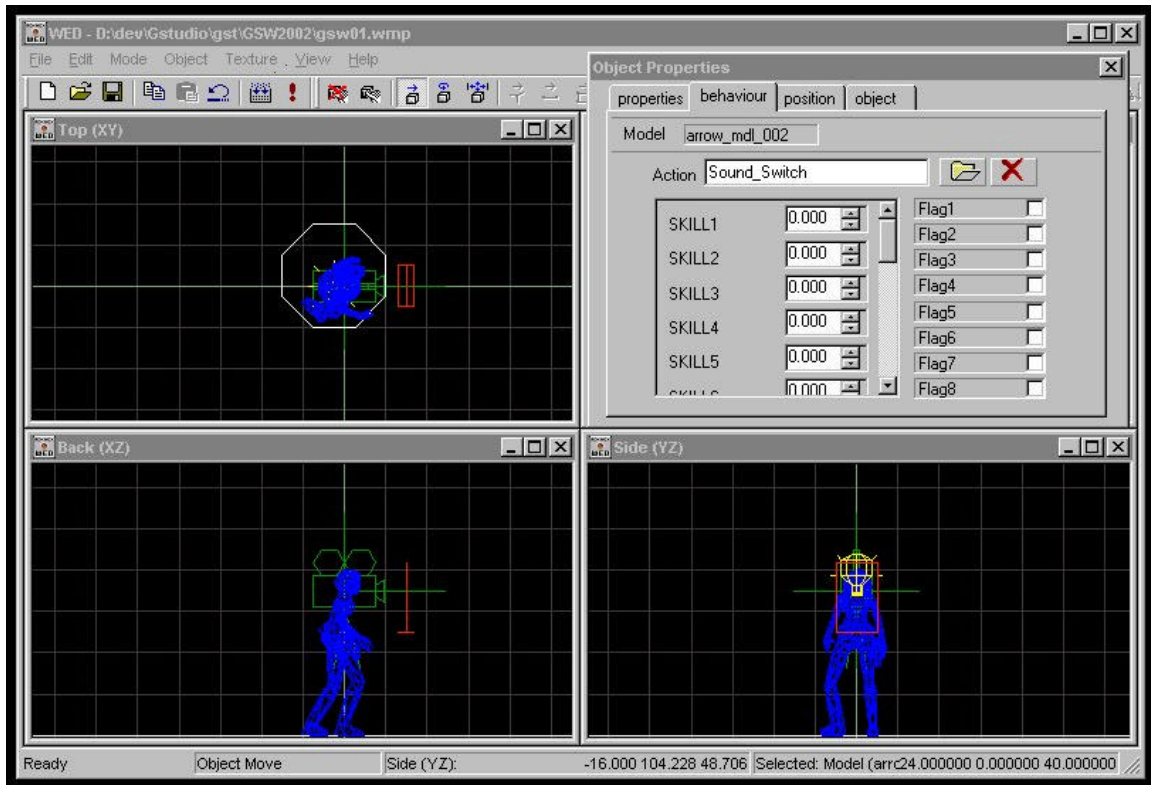 WED - D:\dev\Gstudio\gst\GSW2002\gsw01.wmp
File Edit Mode Object Texture View Help
Object Properties
properties behaviour position object
Model arrow_mdl_002
Action Sound_Switch
SKILL1 0.000
SKILL2 0.000
SKILL3 0.000
SKILL4 0.000
SKILL5 0.000
0.000
Flag1
Flag2
Flag3
Flag4
Flag5
Flag6
Flag7
Flag8
Top (XY)
Back (XZ)
Side (YZ)
Ready Object Move Side (YZ): -16.000 104.228 48.706 Selected: Model (arrc24.000000 0.000000 40.000000